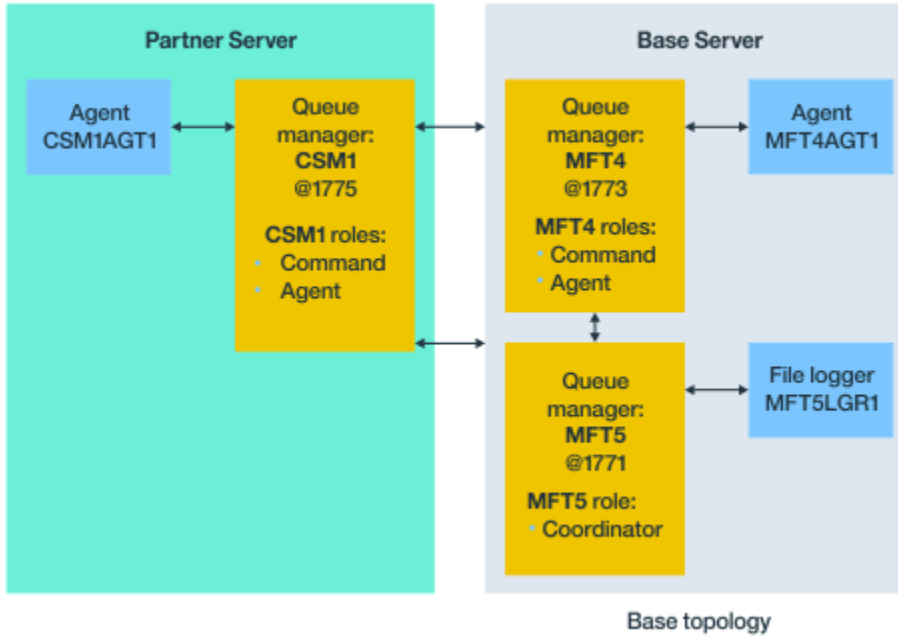 Partner Server
Agent
CSM1AGT1
Queue
manager:
CSM1
@1775
CSM1 roles:
• Command
• Agent
Base Server
Queue
manager:
MFT4
@1773
MFT4 roles:
• Command
• Agent
Agent
MFT4AGT1
Queue
manager:
MFT5
@1771
MFT5 role:
• Coordinator
File logger
MFT5LGR1
Base topology